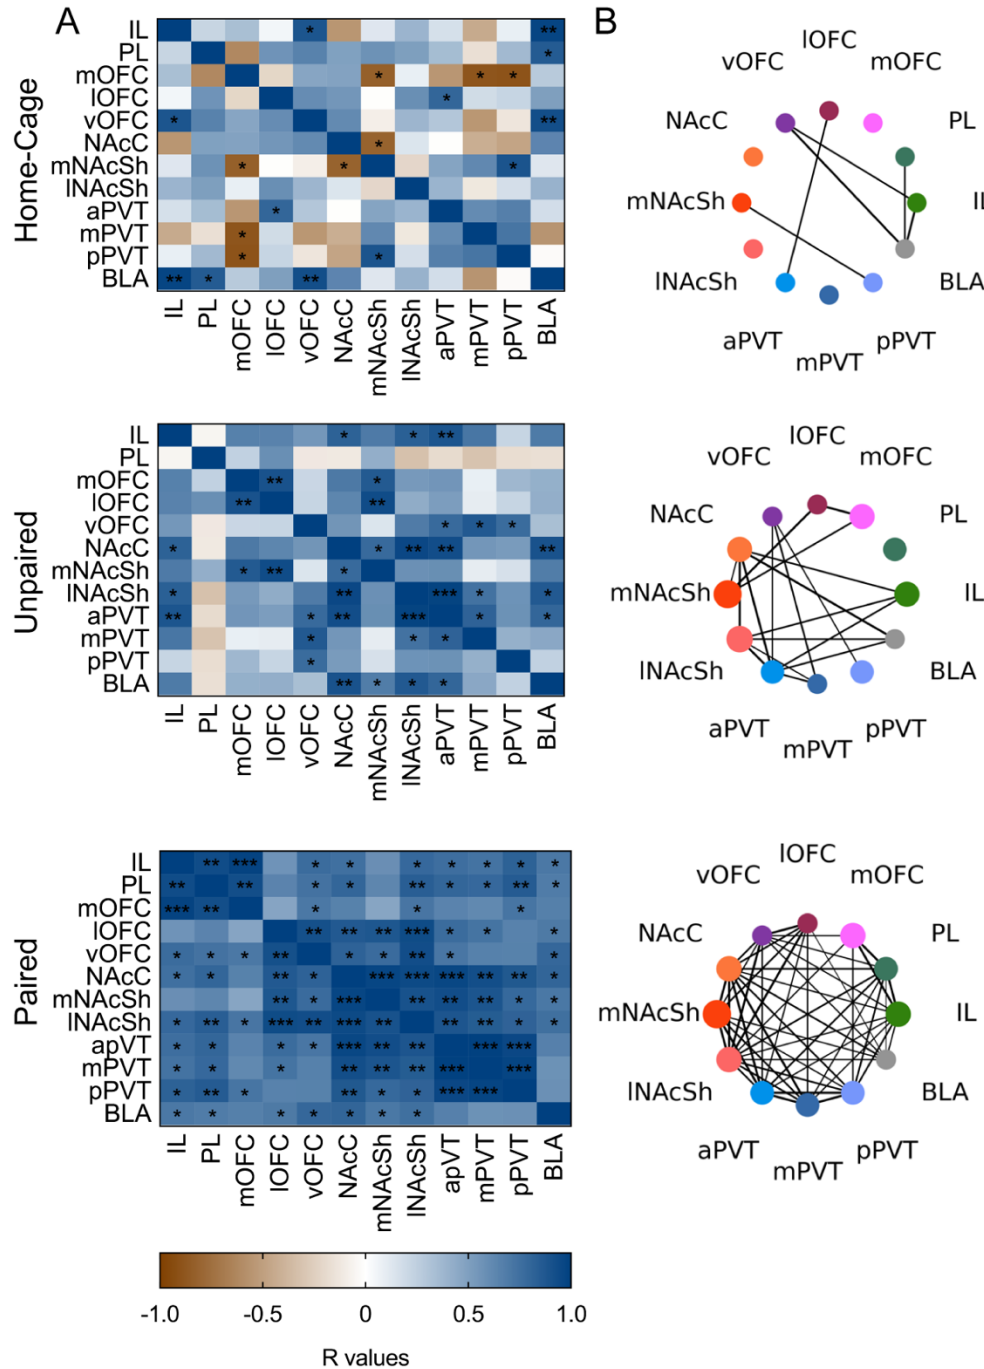 A
B
Home-Cage
IL
PL
mOFC
lOFC
vOFC
NAcC
mNAcSh
lNAcSh
aPVT
mPVT
pPVT
BLA
** **
*
* * *
*
* **
*
* * *
*
*
* *
** * **
IL PL mOFC lOFC vOFC NAcC mNAcSh lNAcSh aPVT mPVT pPVT BLA
lOFC
vOFC mOFC
NAcC PL
mNAcSh IL
lNAcSh BLA
aPVT pPVT
mPVT
Unpaired
IL
PL
mOFC
lOFC
vOFC
NAcC
mNAcSh
lNAcSh
aPVT
mPVT
pPVT
BLA
* * **
** *
** **
* * *
* * ** ** **
* ** *
* ** *** * *
** * ** *** * *
* * *
*
** * * *
IL PL mOFC lOFC vOFC NAcC mNAcSh lNAcSh aPVT mPVT pPVT BLA
lOFC
vOFC mOFC
NAcC PL
mNAcSh IL
lNAcSh BLA
aPVT pPVT
mPVT
Paired
IL
PL
mOFC
lOFC
vOFC
NAcC
mNAcSh
lNAcSh
apVT
mPVT
pPVT
BLA
** *** * * * * * * *
** ** * * ** * * ** *
*** ** * * *
** ** ** *** * * *
* * * ** * ** * *
* * ** * *** *** *** ** ** *
** * *** ** ** ** * *
* ** * *** ** *** ** ** ** * *
* * * * *** ** ** *** ***
* * * ** ** ** *** ***
* ** * ** * * *** ***
* * * * * * *
IL PL mOFC lOFC vOFC NAcC mNAcSh lNAcSh apVT mPVT pPVT BLA
lOFC
vOFC mOFC
NAcC PL
mNAcSh IL
lNAcSh BLA
aPVT pPVT
mPVT
-1.0 -0.5 0 0.5 1.0
R values